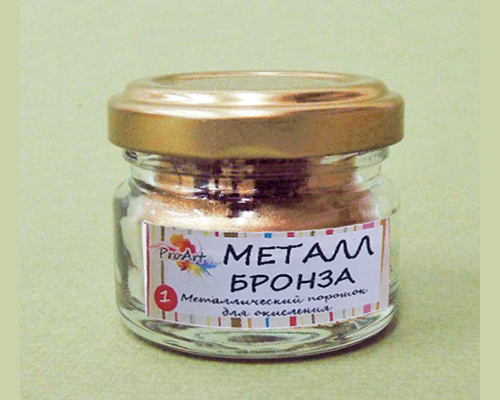 ProArt
МЕТАЛЛ
БРОНЗА
1
Металлический порошок
для окисления